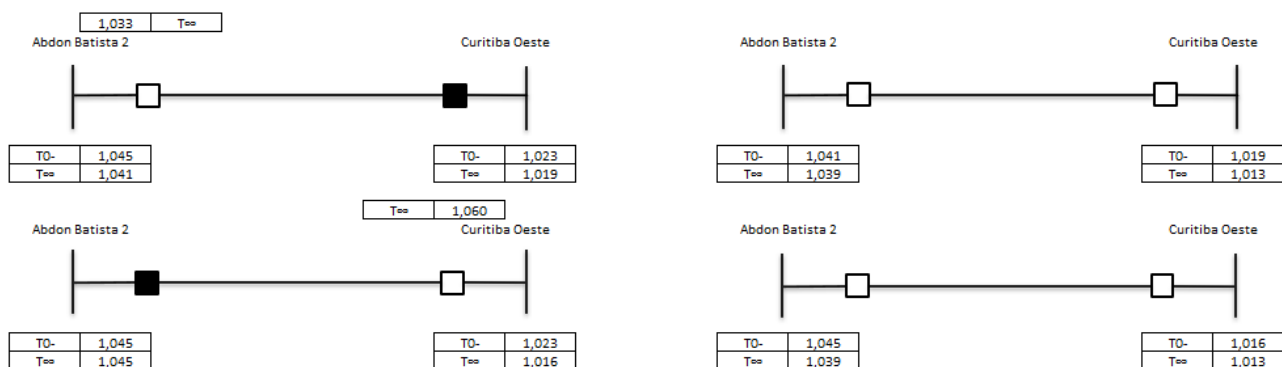 1,033 T∞
Abdon Batista 2 Curitiba Oeste Abdon Batista 2 Curitiba Oeste
T0- 1,045 T0- 1,023 T0- 1,041 T0- 1,019
T∞ 1,041 T∞ 1,019 T∞ 1,039 T∞ 1,013
T∞ 1,060
Abdon Batista 2 Curitiba Oeste Abdon Batista 2 Curitiba Oeste
T0- 1,045 T0- 1,023 T0- 1,045 T0- 1,016
T∞ 1,045 T∞ 1,016 T∞ 1,039 T∞ 1,013